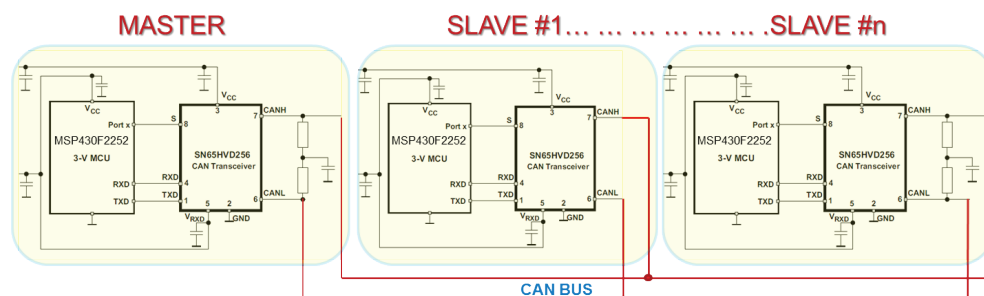 MASTER
SLAVE #1... ... ... ... ... ... .SLAVE #n
VCC
3
VCC
CANH
7
Port x
S
8
MSP430F2252
3-V MCU
SN65HVD256
CAN Transceiver
RXD
RXD
4
TXD
TXD
1
6
CANL
5
2
VRXD
GND
VCC
3
VCC
CANH
7
Port x
S
8
MSP430F2252
3-V MCU
SN65HVD256
CAN Transceiver
RXD
RXD
4
TXD
TXD
1
6
CANL
5
2
VRXD
GND
VCC
3
VCC
CANH
7
Port x
S
8
MSP430F2252
3-V MCU
SN65HVD256
CAN Transceiver
RXD
RXD
4
TXD
TXD
1
6
CANL
5
2
VRXD
GND
CAN BUS